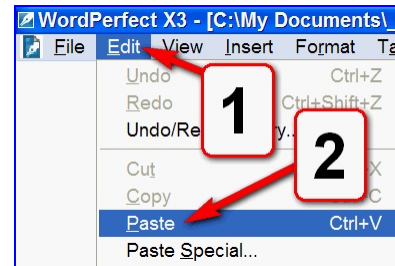 WordPerfect X3 - [C:\My Documents\_
File Edit View Insert Format Ta
Undo Ctrl+Z
Redo Ctrl+Shift+Z
1
Undo/Re y..
2
Cut X
Copy C
Paste Ctrl+V
Paste Special...